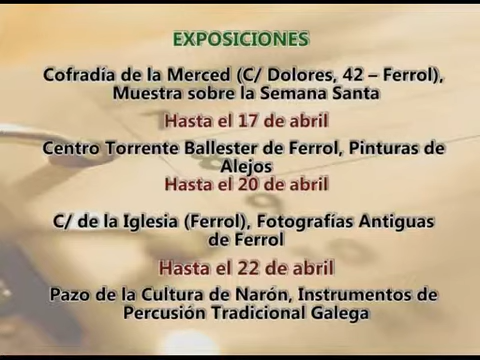 EXPOSICIONES
Cofradía de la Merced (C/ Dolores, 42 – Ferrol),
Muestra sobre la Semana Santa
Hasta el 17 de abril
Centro Torrente Ballester de Ferrol, Pinturas de
Alejos
Hasta el 20 de abril
C/ de la Iglesia (Ferrol), Fotografías Antiguas
de Ferrol
Hasta el 22 de abril
Pazo de la Cultura de Narón, Instrumentos de
Percusión Tradicional Galega